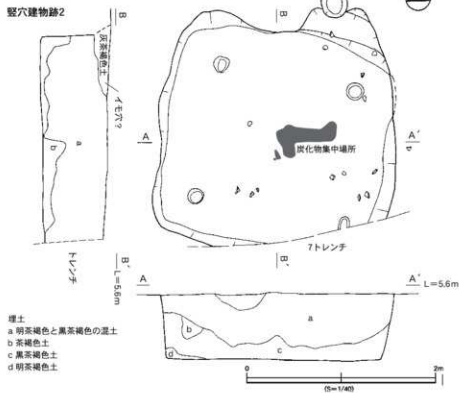 竪穴建物跡2
B
B
灰茶褐色土
イモ穴?
a
b
A
A'
a
炭化物集中場所
トレンチ
7トレンチ
B'
L=5.6m
B'
A
A'
L=5.6m
a
b
c
d
埋土
a 明茶褐色と黒茶褐色の混土
b 茶褐色土
c 黒茶褐色土
d 明茶褐色土
0
2m
(S=1/40)